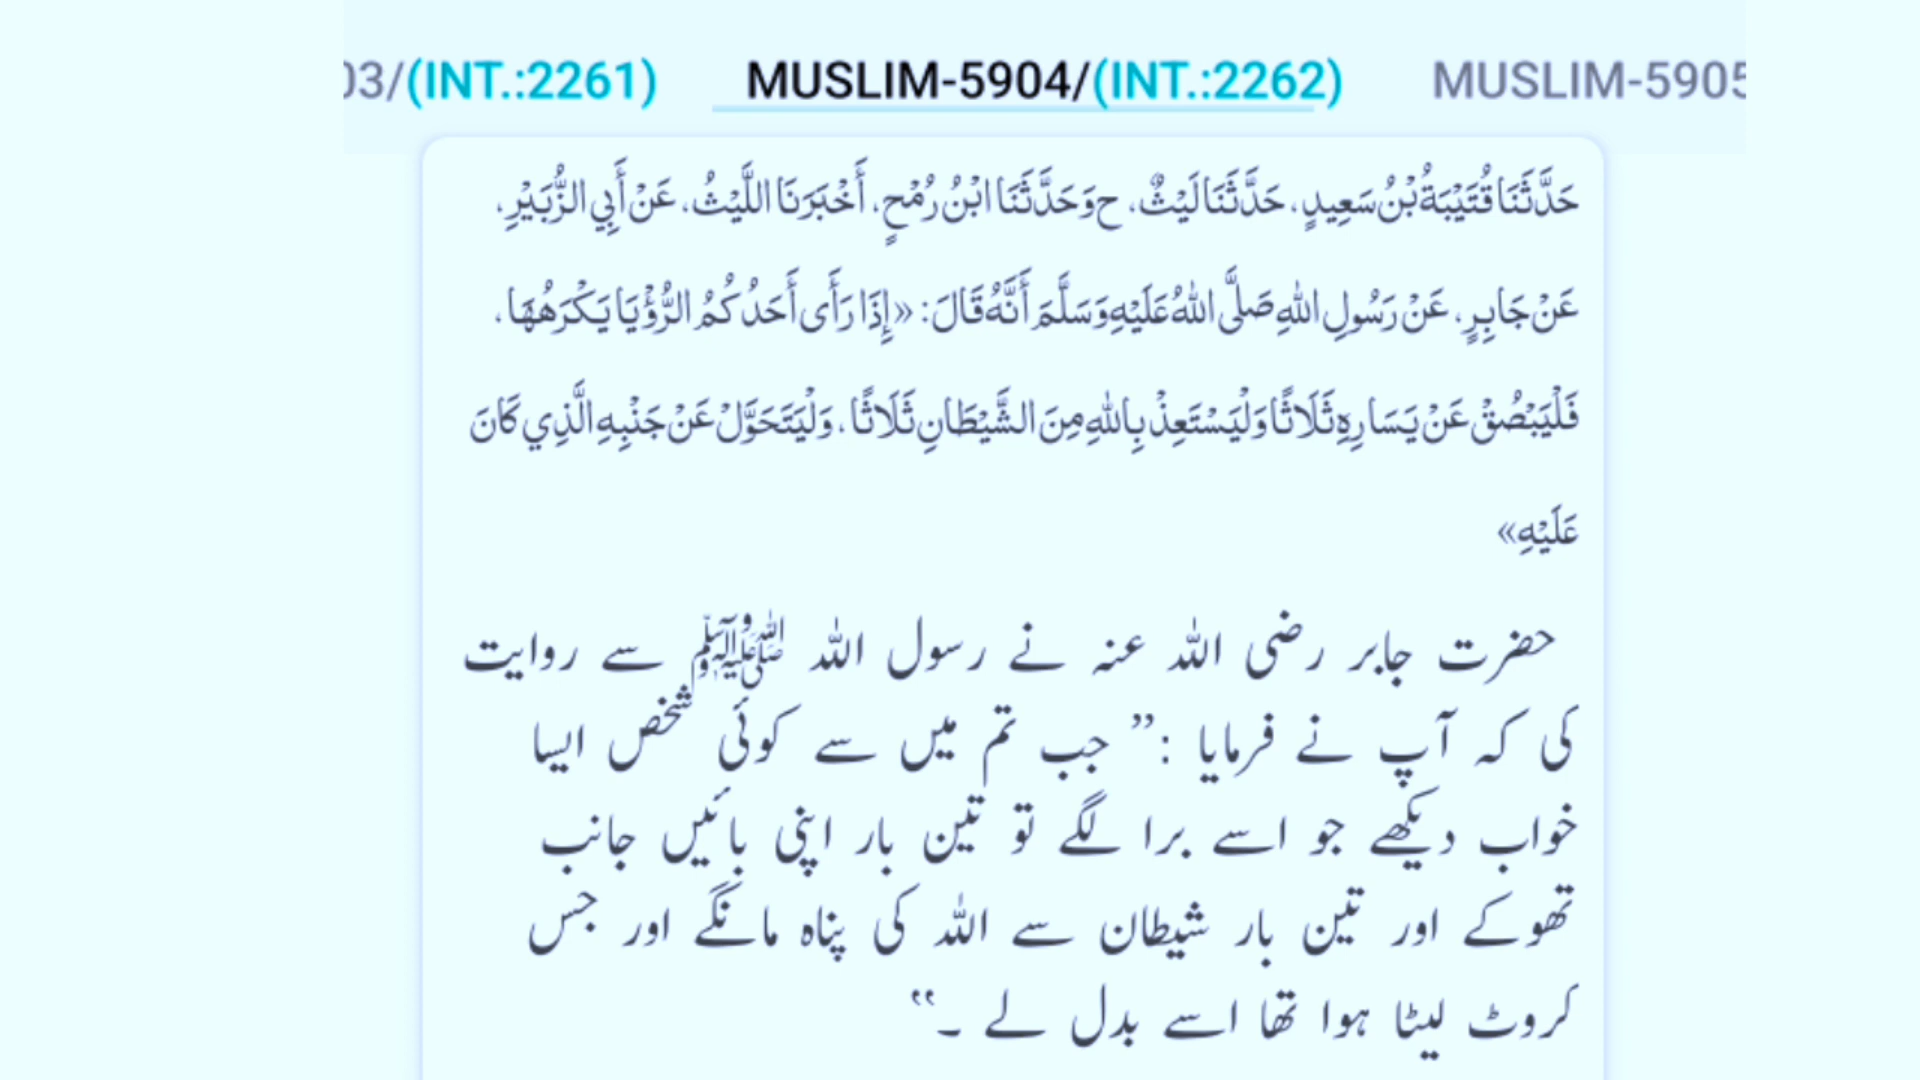 03/(INT.:2261) MUSLIM-5904/(INT.:2262) MUSLIM-5905
حَدَّثَنَا قُتَيْبَةُ بْنُ سَعِيدٍ، حَدَّثَنَا لَيْثٌ، ح وَحَدَّثَنَا ابْنُ رُمْحٍ، أَخْبَرَنَا اللَّيْثُ، عَنْ أَبِي الزُّبَيْرِ،
عَنْ جَابِرٍ، عَنْ رَسُولِ اللهِ صَلَّى اللهُ عَلَيْهِ وَسَلَّمَ أَنَّهُ قَالَ: «إِذَا رَأَى أَحَدُكُمُ الرُّؤْيَا يَكْرَهُهَا،
فَلْيَبْصُقْ عَنْ يَسَارِهِ ثَلَاثًا وَلْيَسْتَعِذْ بِاللهِ مِنَ الشَّيْطَانِ ثَلَاثًا، وَلْيَتَحَوَّلْ عَنْ جَنْبِهِ الَّذِي كَانَ
عَلَيْهِ»
حضرت جابر رضی اللہ عنہ نے رسول اللہ ﷺ سے روایت
کی کہ آپ نے فرمایا :’’ جب تم میں سے کوئی شخص ایسا
خواب دیکھے جو اسے برا لگے تو تین بار اپنی بائیں جانب
تھوکے اور تین بار شیطان سے اللہ کی پناہ مانگے اور جس
کروٹ لیٹا ہوا تھا اسے بدل لے ۔‘‘